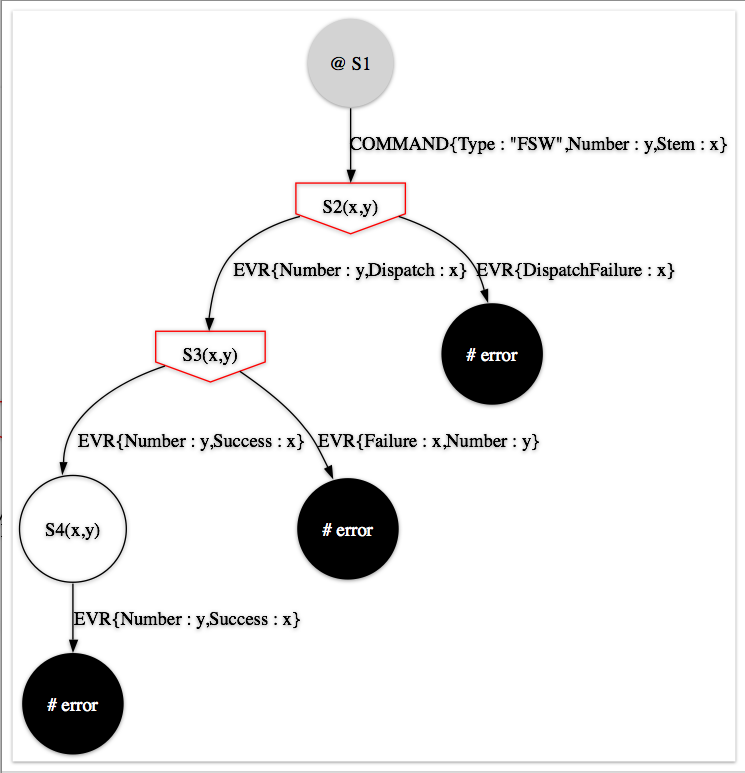 @ S1
COMMAND{Type : "FSW",Number : y,Stem : x}
S2(x,y)
EVR{Number : y,Dispatch : x}
EVR{DispatchFailure : x}
S3(x,y)
# error
EVR{Number : y,Success : x}
EVR{Failure : x,Number : y}
S4(x,y)
# error
EVR{Number : y,Success : x}
# error